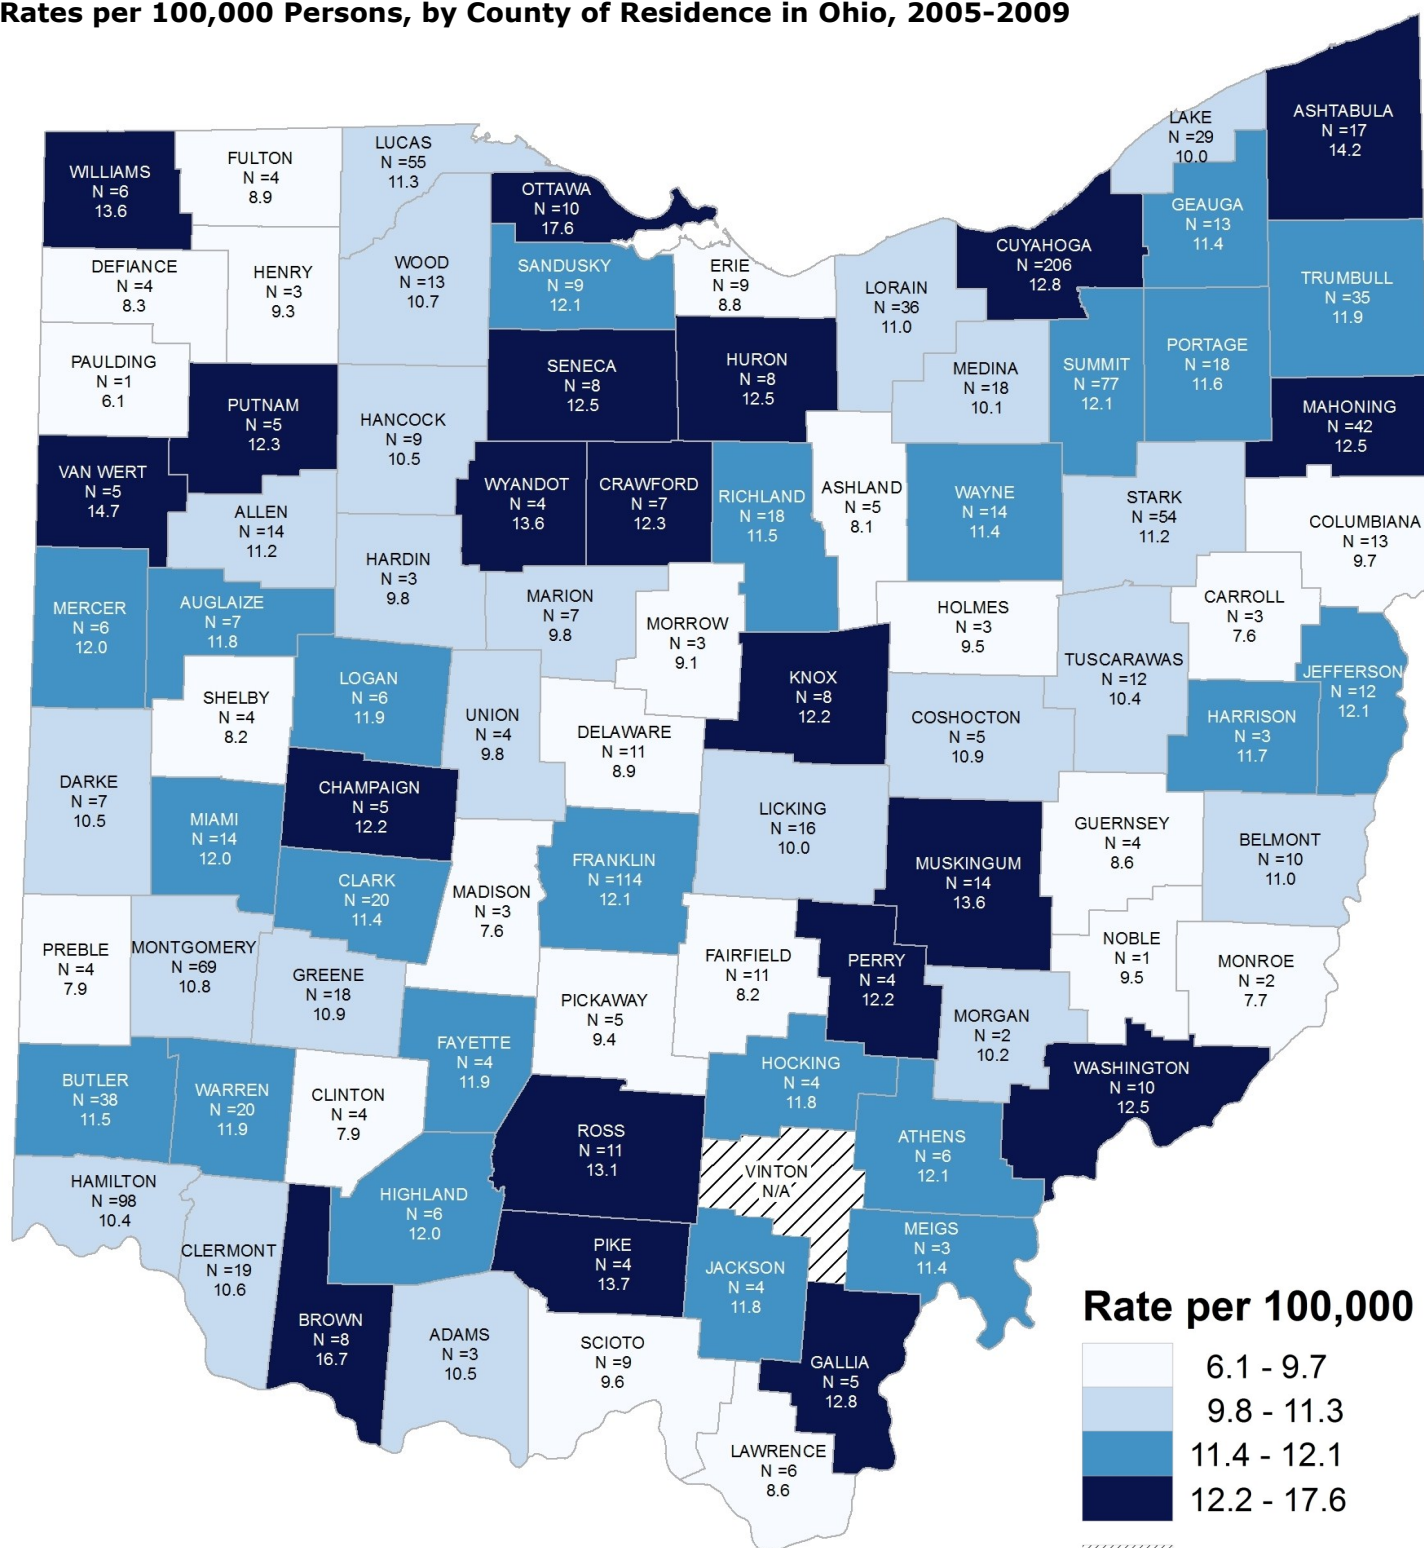 Rates per 100,000 Persons, by County of Residence in Ohio, 2005-2009
WILLIAMS
N =6
13.6
FULTON
N =4
8.9
LUCAS
N =55
11.3
OTTAWA
N =10
17.6
LAKE
N =29
10.0
ASHTABULA
N =17
14.2
GEAUGA
N =13
11.4
CUYAHOGA
N =206
12.8
DEFIANCE
N =4
8.3
HENRY
N =3
9.3
WOOD
N =13
10.7
SANDUSKY
N =9
12.1
ERIE
N =9
8.8
LORAIN
N =36
11.0
TRUMBULL
N =35
11.9
PAULDING
N =1
6.1
PUTNAM
N =5
12.3
HANCOCK
N =9
10.5
SENECA
N =8
12.5
HURON
N =8
12.5
MEDINA
N =18
10.1
SUMMIT
N =77
12.1
PORTAGE
N =18
11.6
MAHONING
N =42
12.5
VAN WERT
N =5
14.7
ALLEN
N =14
11.2
WYANDOT
N =4
13.6
CRAWFORD
N =7
12.3
RICHLAND
N =18
11.5
ASHLAND
N =5
8.1
WAYNE
N =14
11.4
STARK
N =54
11.2
COLUMBIANA
N =13
9.7
HARDIN
N =3
9.8
MERCER
N =6
12.0
AUGLAIZE
N =7
11.8
MARION
N =7
9.8
MORROW
N =3
9.1
HOLMES
N =3
9.5
CARROLL
N =3
7.6
TUSCARAWAS
N =12
10.4
JEFFERSON
N =12
12.1
SHELBY
N =4
8.2
LOGAN
N =6
11.9
UNION
N =4
9.8
DELAWARE
N =11
8.9
KNOX
N =8
12.2
COSHOCTON
N =5
10.9
HARRISON
N =3
11.7
DARKE
N =7
10.5
MIAMI
N =14
12.0
CHAMPAIGN
N =5
12.2
LICKING
N =16
10.0
GUERNSEY
N =4
8.6
BELMONT
N =10
11.0
CLARK
N =20
11.4
MADISON
N =3
7.6
FRANKLIN
N =114
12.1
MUSKINGUM
N =14
13.6
PREBLE
N =4
7.9
MONTGOMERY
N =69
10.8
GREENE
N =18
10.9
PICKAWAY
N =5
9.4
FAIRFIELD
N =11
8.2
PERRY
N =4
12.2
NOBLE
N =1
9.5
MONROE
N =2
7.7
MORGAN
N =2
10.2
FAYETTE
N =4
11.9
HOCKING
N =4
11.8
WASHINGTON
N =10
12.5
BUTLER
N =38
11.5
WARREN
N =20
11.9
CLINTON
N =4
7.9
ROSS
N =11
13.1
ATHENS
N =6
12.1
VINTON
N/A
HAMILTON
N =98
10.4
HIGHLAND
N =6
12.0
CLERMONT
N =19
10.6
PIKE
N =4
13.7
JACKSON
N =4
11.8
MEIGS
N =3
11.4
BROWN
N =8
16.7
ADAMS
N =3
10.5
SCIOTO
N =9
9.6
GALLIA
N =5
12.8
LAWRENCE
N =6
8.6
Rate per 100,000
6.1 - 9.7
9.8 - 11.3
11.4 - 12.1
12.2 - 17.6